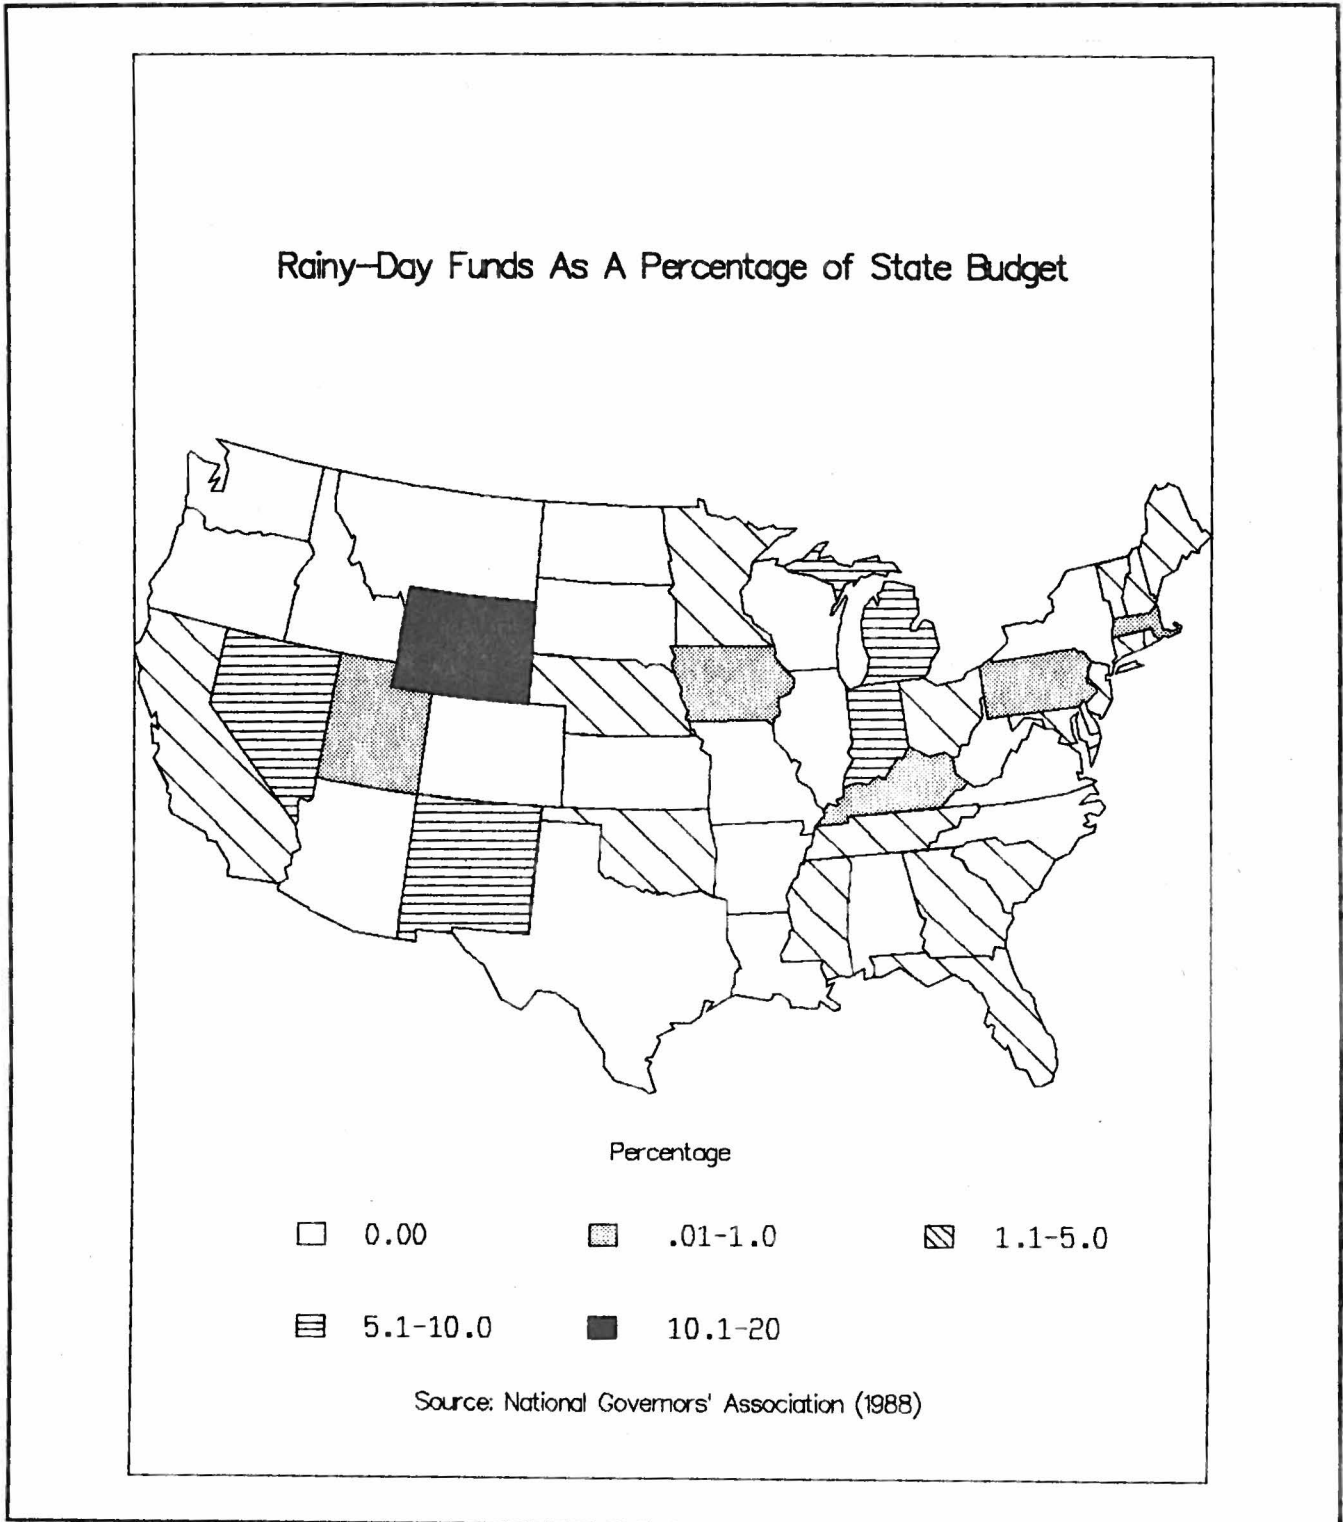 Rainy-Day Funds As A Percentage of State Budget
Percentage
0.00 .01-1.0 1.1-5.0
5.1-10.0 10.1-20
Source: National Governors' Association (1988)